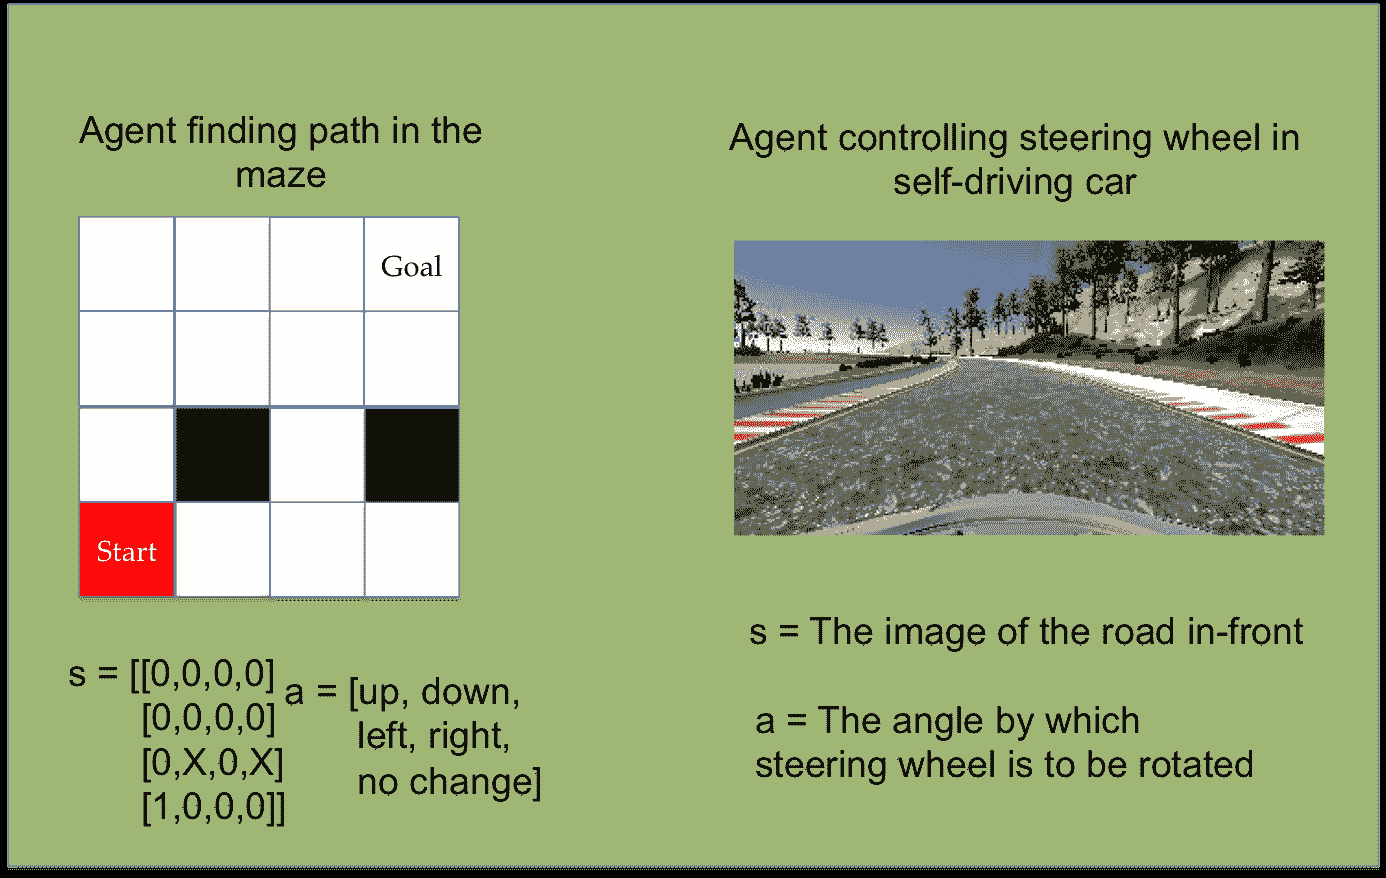 Agent finding path in the
maze
Goal
Start
s = [[0,0,0,0]
[0,0,0,0]
[0,X,0,X]
[1,0,0,0]]
a = [up, down,
left, right,
no change]
Agent controlling steering wheel in
self-driving car
s = The image of the road in-front
a = The angle by which
steering wheel is to be rotated